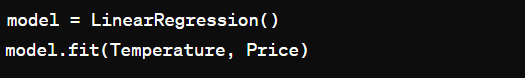 model = LinearRegression()
model.fit(Temperature, Price)